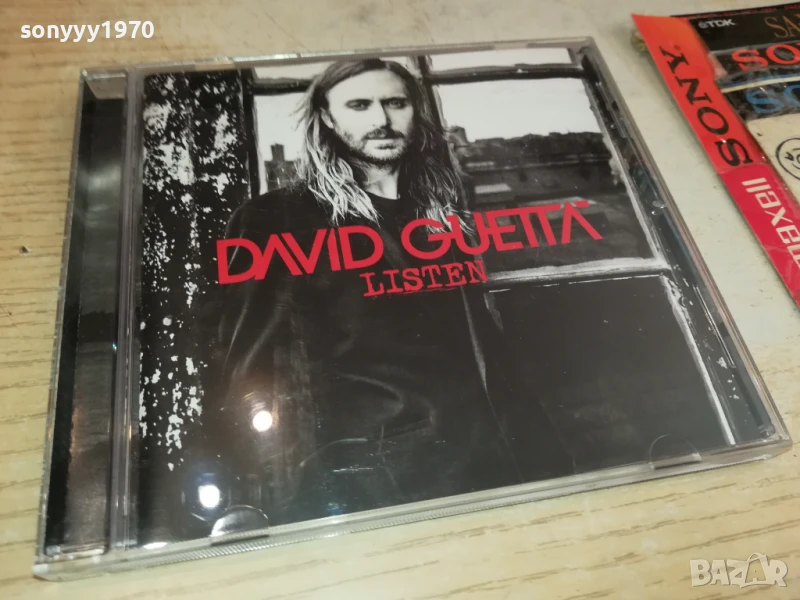 sonyyy1970
DAVID GUETTA
LISTEN
TDK
SONY
maxell
BAZAR